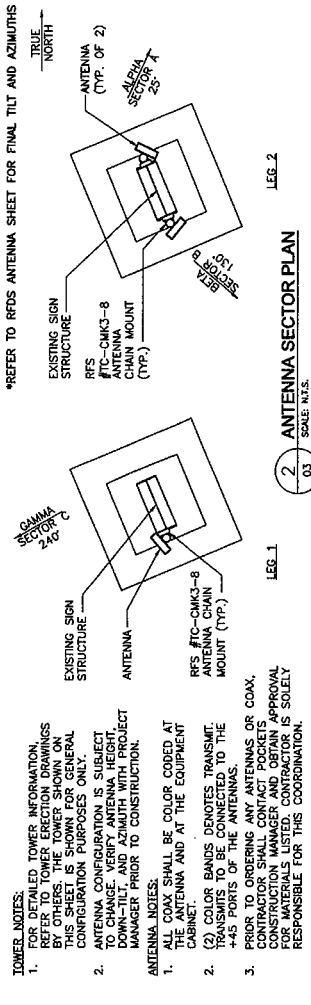 TOWER NOTES:
1. FOR DETAILED TOWER INFORMATION,
REFER TO TOWER ERECTION DRAWINGS
BY OTHERS. THE TOWER SHOWN ON
THIS SHEET IS SHOWN FOR GENERAL
CONFIGURATION PURPOSES ONLY.
2. ANTENNA CONFIGURATION IS SUBJECT
TO CHANGE. VERIFY ANTENNA HEIGHT,
DOWN-TILT, AND AZIMUTH WITH PROJECT
MANAGER PRIOR TO CONSTRUCTION.
ANTENNA NOTES:
1. ALL COAX SHALL BE COLOR CODED AT
THE ANTENNA AND AT THE EQUIPMENT
CABINET.
2. (2) COLOR BANDS DENOTES TRANSMIT.
TRANSMITS TO BE CONNECTED TO THE
+45 PORTS OF THE ANTENNAS.
3. PRIOR TO ORDERING ANY ANTENNAS OR COAX,
CONTRACTOR SHALL CONTACT POCKETS
CONSTRUCTION MANAGER AND OBTAIN APPROVAL
FOR MATERIALS LISTED. CONTRACTOR IS SOLELY
RESPONSIBLE FOR THIS COORDINATION.
GAMMA
SECTOR C
240°
EXISTING SIGN
STRUCTURE
ANTENNA
RFS #TC-CMK3-8
ANTENNA CHAIN
MOUNT (TYP.)
LEG 1
*REFER TO RFDS ANTENNA SHEET FOR FINAL TILT AND AZIMUTHS
TRUE
NORTH
EXISTING SIGN
STRUCTURE
RFS
#TC-CMK3-8
ANTENNA
CHAIN MOUNT
(TYP.)
ANTENNA
(TYP. OF 2)
ALPHA
SECTOR A
25°
BETA
SECTOR B
130°
LEG 2
2
03
ANTENNA SECTOR PLAN
SCALE: N.T.S.